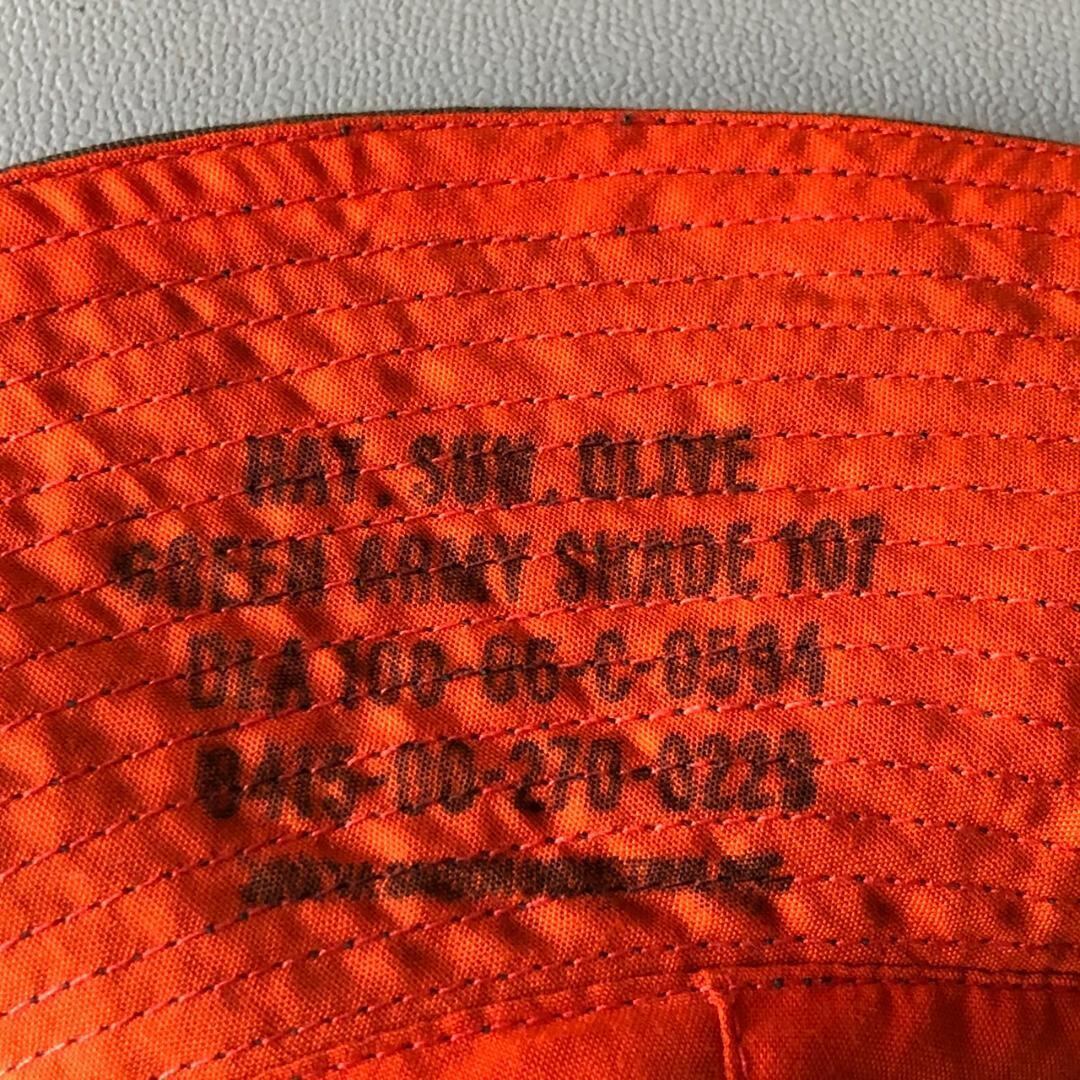 HAT, SUN, OLIVE
GREEN ARMY SHADE 107
DLA 100-86-C-0594
8415-00-270-0229